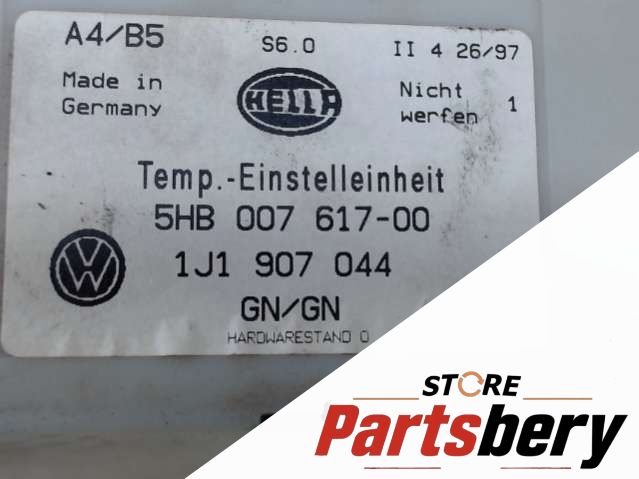 A4/B5 S6.0 II 4 26/97
Made in Germany
HELLA
Nicht werfen 1
Temp.-Einstelleinheit
5HB 007 617-00
VW 1J1 907 044
GN/GN
HARDWARESTAND 0
STORE
Partsbery